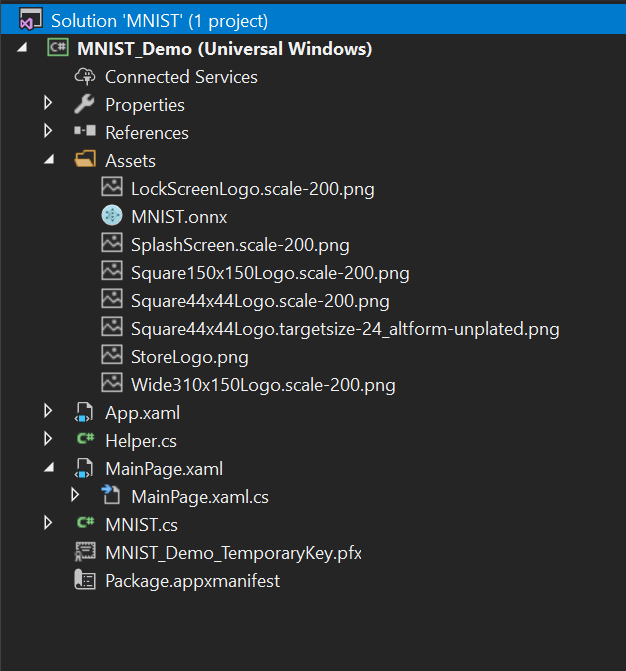 Solution 'MNIST' (1 project)
C# MNIST_Demo (Universal Windows)
Connected Services
Properties
References
Assets
LockScreenLogo.scale-200.png
MNIST.onnx
SplashScreen.scale-200.png
Square150x150Logo.scale-200.png
Square44x44Logo.scale-200.png
Square44x44Logo.targetsize-24_altform-unplated.png
StoreLogo.png
Wide310x150Logo.scale-200.png
App.xaml
C# Helper.cs
MainPage.xaml
MainPage.xaml.cs
C# MNIST.cs
MNIST_Demo_TemporaryKey.pfx
Package.appxmanifest